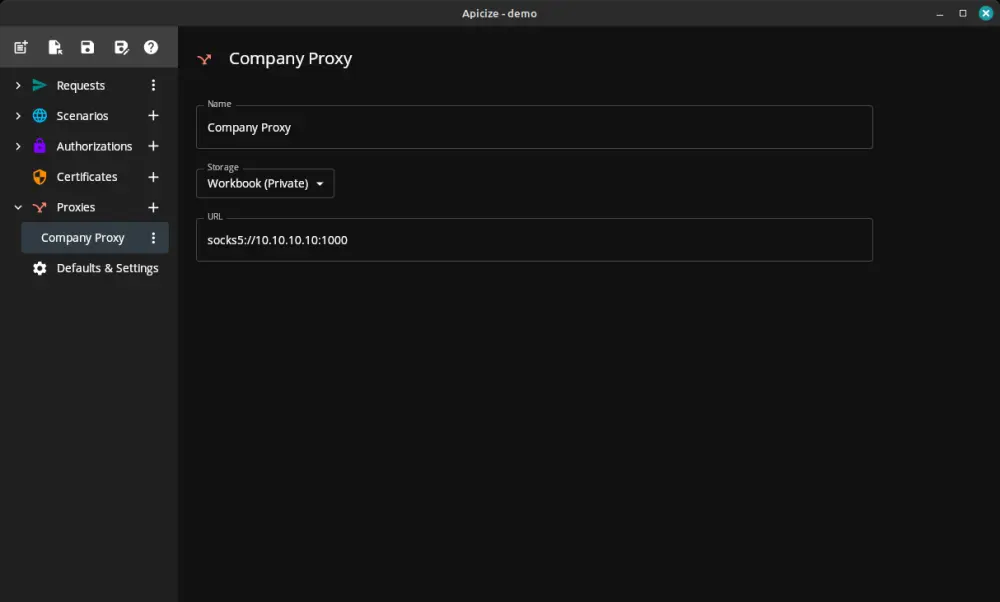 Apicize - demo
Requests
Scenarios
Authorizations
Certificates
Proxies
Company Proxy
Defaults & Settings
Company Proxy
Name
Company Proxy
Storage
Workbook (Private)
URL
socks5://10.10.10.10:1000